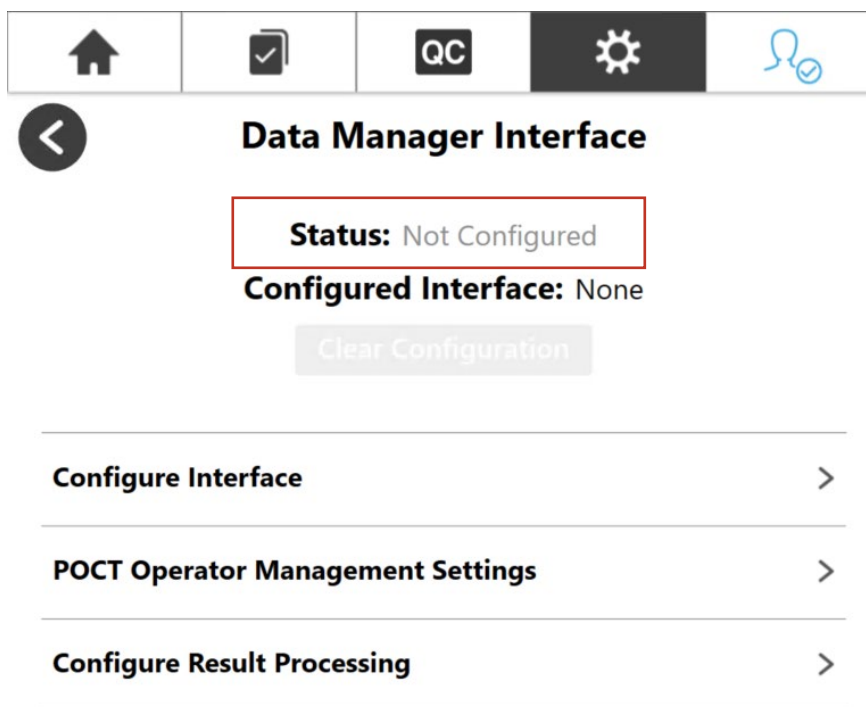 QC
Data Manager Interface
Status: Not Configured
Configured Interface: None
Clear Configuration
Configure Interface
POCT Operator Management Settings
Configure Result Processing